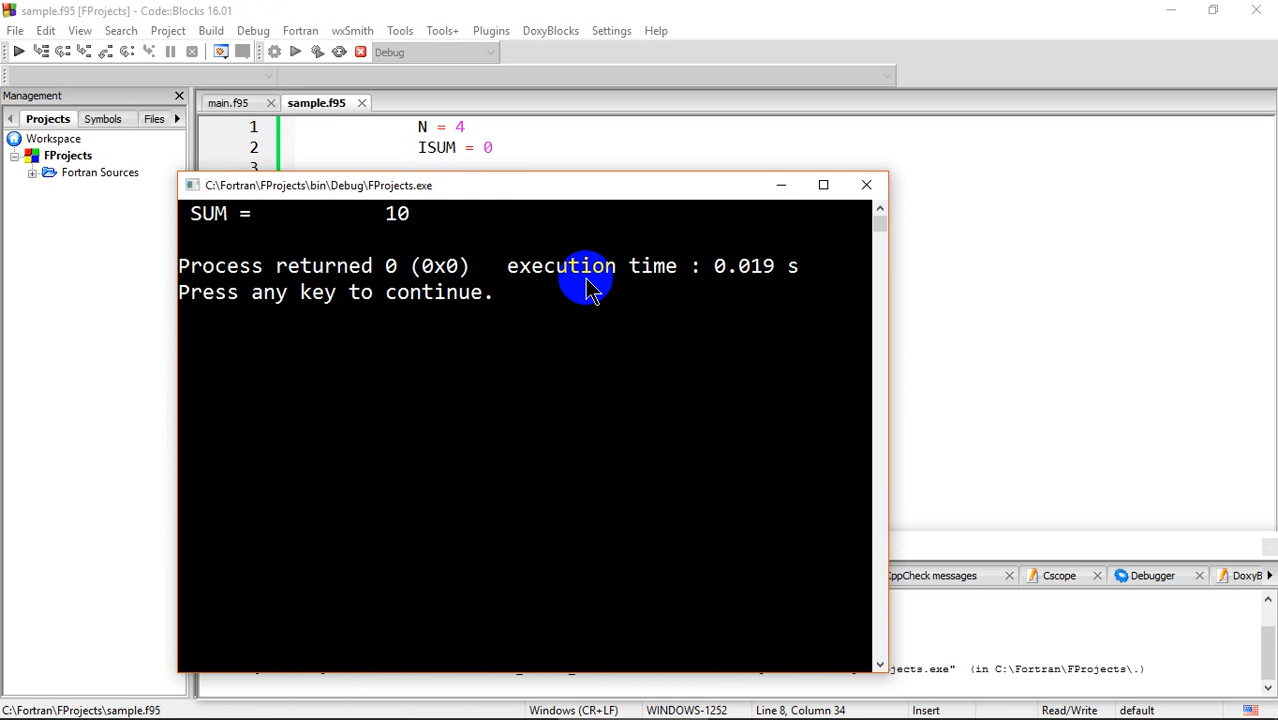 sample.f95 [FProjects] - Code::Blocks 16.01
File Edit View Search Project Build Debug Fortran wxSmith Tools Tools+ Plugins DoxyBlocks Settings Help
Debug
Management
Projects Symbols Files
main.f95 sample.f95
Workspace
FProjects
Fortran Sources
1 N = 4
2 ISUM = 0
3
C:\Fortran\FProjects\bin\Debug\FProjects.exe
SUM = 10
Process returned 0 (0x0) execution time : 0.019 s
Press any key to continue.
CppCheck messages Cscope Debugger DoxyB
jects.exe" (in C:\Fortran\FProjects\.)
C:\Fortran\FProjects\sample.f95 Windows (CR+LF) WINDOWS-1252 Line 8, Column 34 Insert Read/Write default